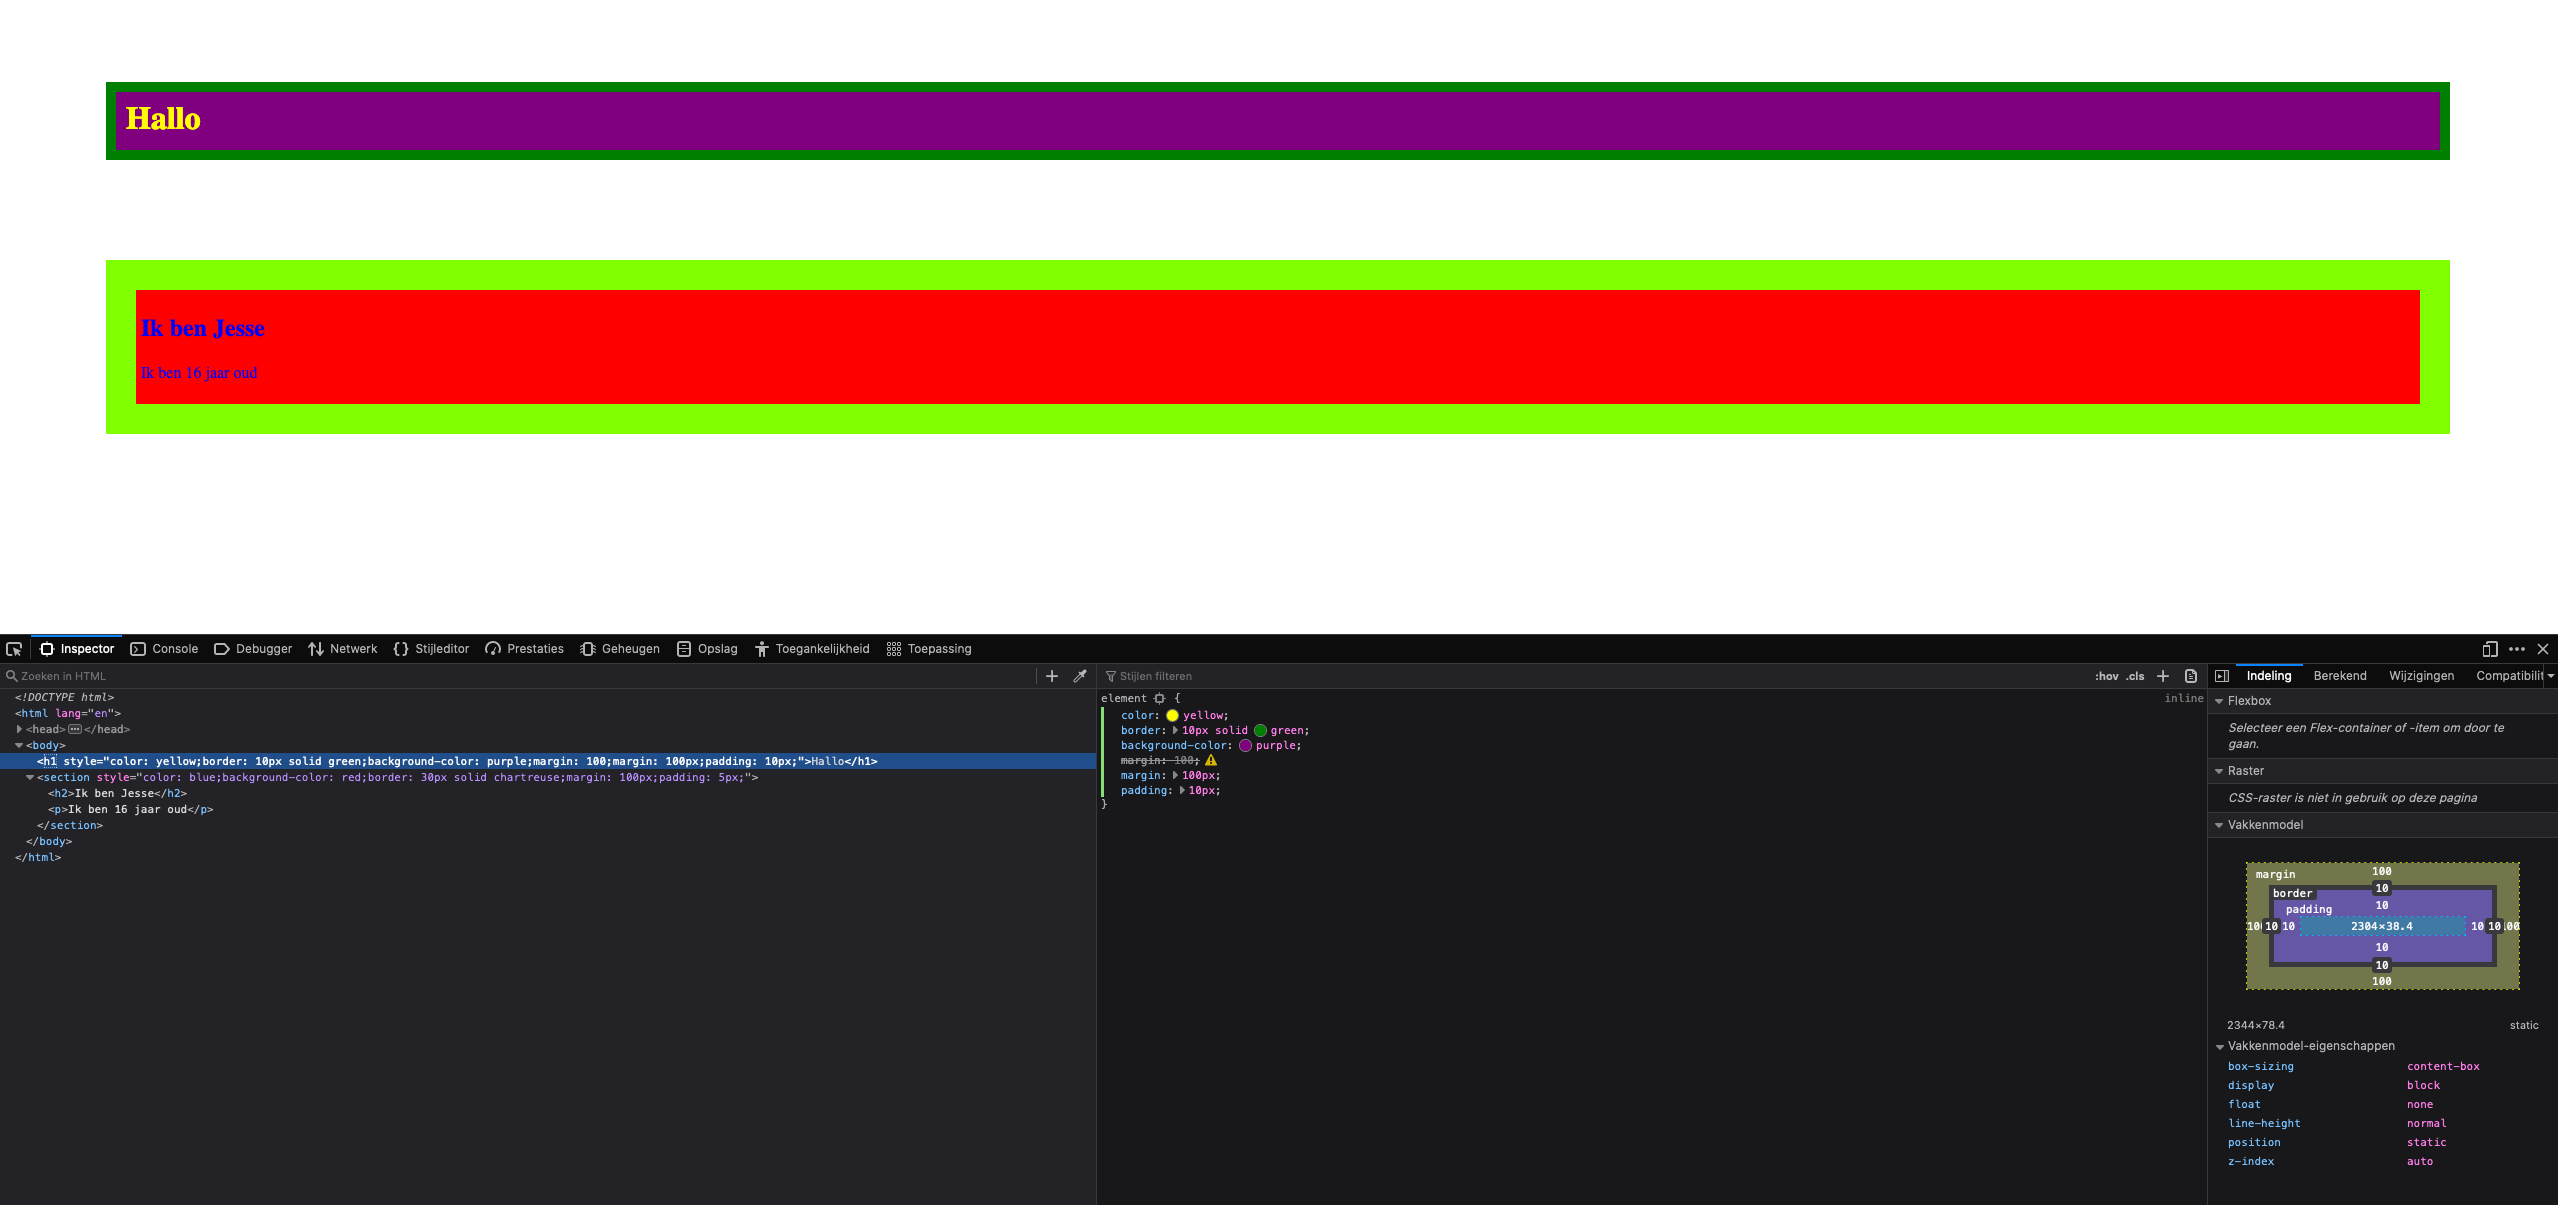 Hallo
Ik ben Jesse
Ik ben 16 jaar oud
Inspector Console Debugger Netwerk Stijleditor Prestaties Geheugen Opslag Toegankelijkheid Toepassing
Zoeken in HTML
<!DOCTYPE html>
<html lang="en">
<head></head>
<body>
<h1 style="color: yellow;border: 10px solid green;background-color: purple;margin: 100;margin: 100px;padding: 10px;">Hallo</h1>
<section style="color: blue;background-color: red;border: 30px solid chartreuse;margin: 100px;padding: 5px;">
<h2>Ik ben Jesse</h2>
<p>Ik ben 16 jaar oud</p>
</section>
</body>
</html>
Stijlen filteren :hov .cls
element { inline
color: yellow;
border: 10px solid green;
background-color: purple;
margin: 100;
margin: 100px;
padding: 10px;
}
Indeling Berekend Wijzigingen Compatibilit
Flexbox
Selecteer een Flex-container of -item om door te
gaan.
Raster
CSS-raster is niet in gebruik op deze pagina
Vakkenmodel
margin 100
border 10
padding 10
10 10 2304×38.4 10 10
10
10
100
2344×78.4 static
Vakkenmodel-eigenschappen
box-sizing content-box
display block
float none
line-height normal
position static
z-index auto